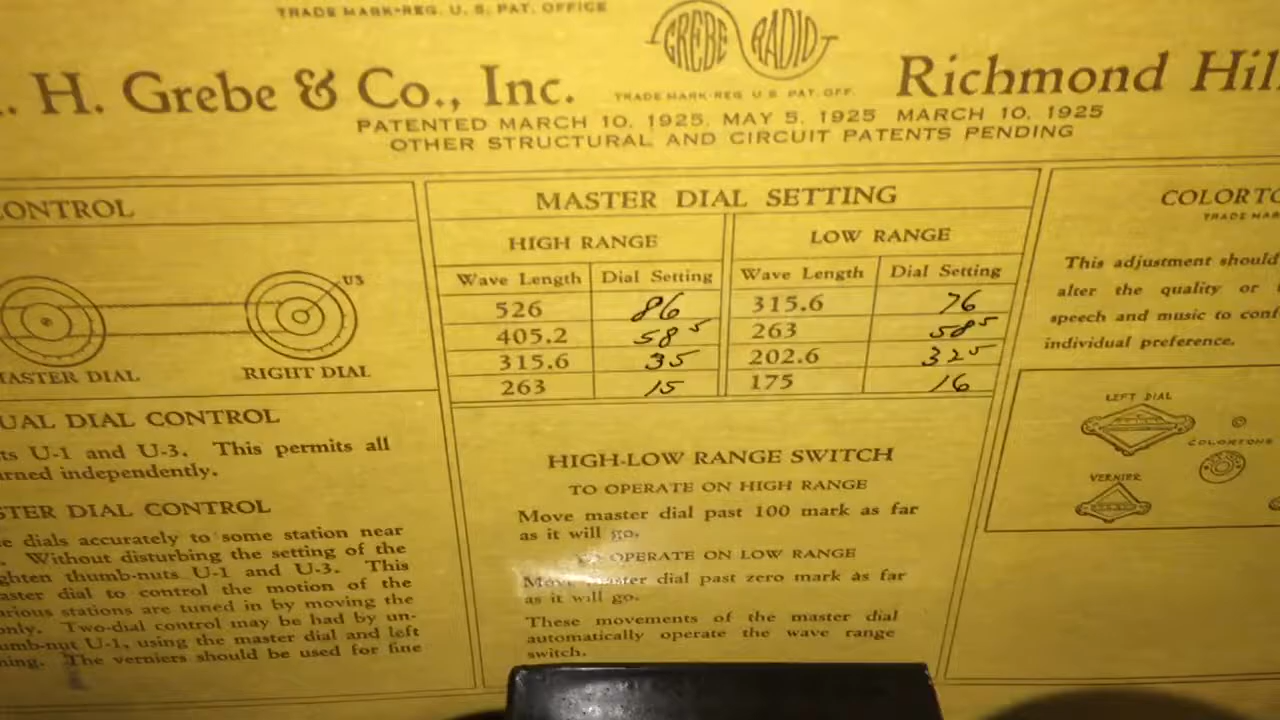 TRADE MARK-REG. U. S. PAT. OFFICE
GREBE RADIO
. H. Grebe & Co., Inc.
TRADE MARK-REG U S PAT. OFF.
Richmond Hil
PATENTED MARCH 10, 1925, MAY 5, 1925 MARCH 10, 1925
OTHER STRUCTURAL AND CIRCUIT PATENTS PENDING
CONTROL
U3
MASTER DIAL
RIGHT DIAL
UAL DIAL CONTROL
ts U-1 and U-3. This permits all
rned independently.
STER DIAL CONTROL
e dials accurately to some station near
. Without disturbing the setting of the
ghten thumb-nuts U-1 and U-3. This
aster dial to control the motion of the
arious stations are tuned in by moving the
only. Two-dial control may be had by un-
umb-nut U-1, using the master dial and left
ning. The verniers should be used for fine
MASTER DIAL SETTING
HIGH RANGE LOW RANGE
Wave Length Dial Setting Wave Length Dial Setting
526 86 315.6 76
405.2 58⁵ 263 58⁵
315.6 35 202.6 32⁵
263 15 175 16
HIGH-LOW RANGE SWITCH
TO OPERATE ON HIGH RANGE
Move master dial past 100 mark as far
as it will go.
TO OPERATE ON LOW RANGE
Move master dial past zero mark as far
as it will go.
These movements of the master dial
automatically operate the wave range
switch.
COLORTO
TRADE MAR
This adjustment should
alter the quality or
speech and music to conf
individual preference.
LEFT DIAL
©
COLORTONE
VERNIER